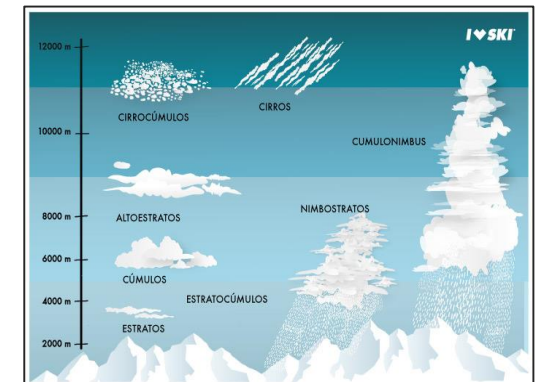 I ♥ SKI
12000 m
CIRROCÚMULOS
CIRROS
10000 m
CUMULONIMBUS
NIMBOSTRATOS
8000 m
ALTOESTRATOS
6000 m
CÚMULOS
ESTRATOCÚMULOS
4000 m
ESTRATOS
2000 m